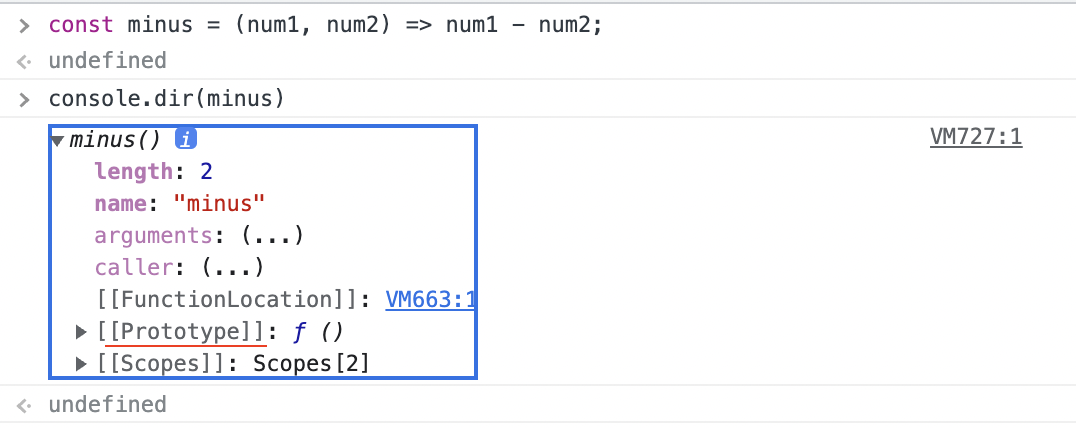 > const minus = (num1, num2) => num1 - num2;
undefined
> console.dir(minus)
▼minus() i VM727:1
length: 2
name: "minus"
arguments: (...)
caller: (...)
[[FunctionLocation]]: VM663:1
▶[[Prototype]]: ƒ ()
▶[[Scopes]]: Scopes[2]
undefined